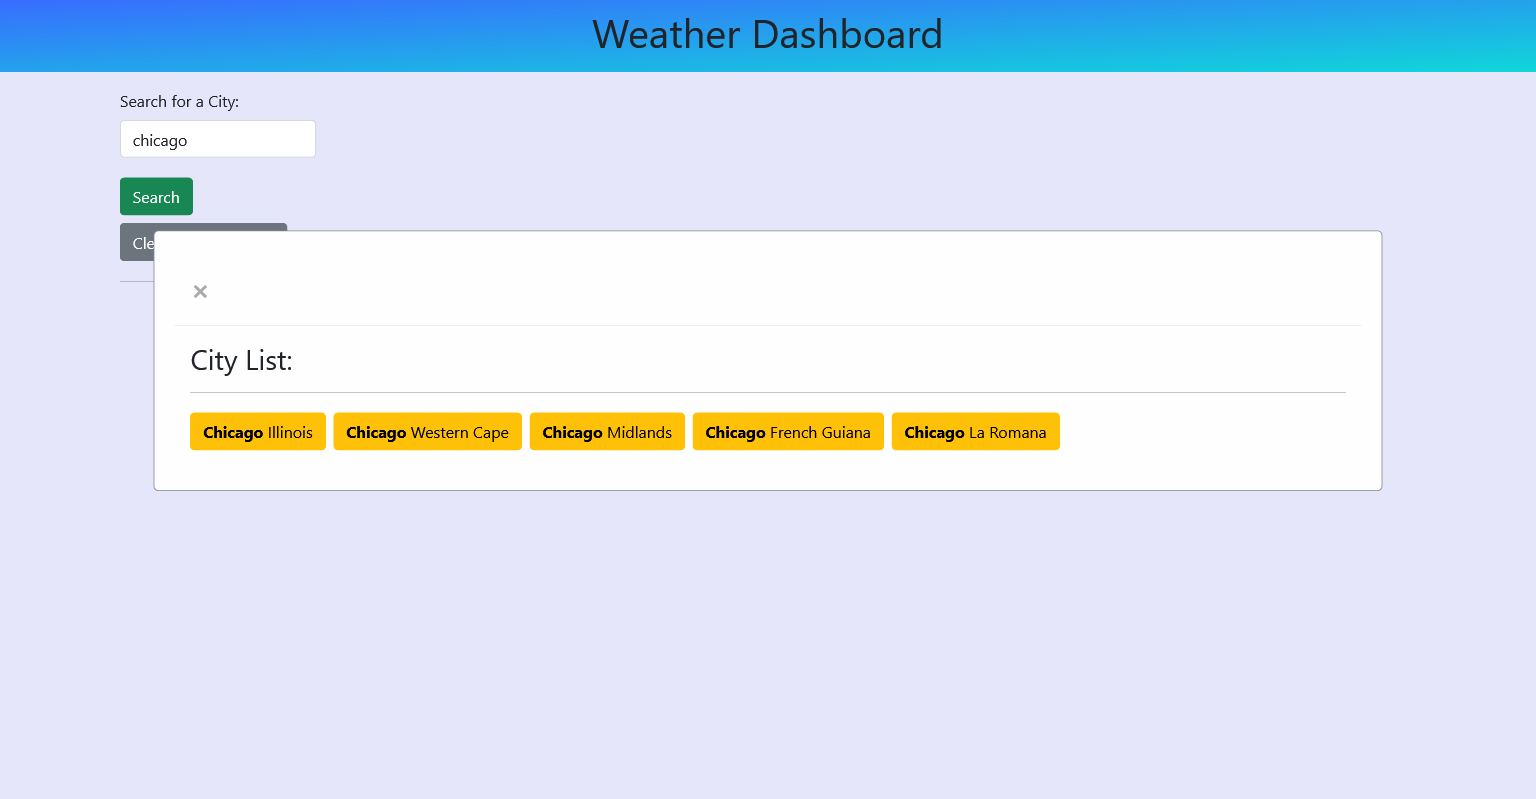 Weather Dashboard
Search for a City:
chicago
Search
Cle
×
City List:
Chicago Illinois Chicago Western Cape Chicago Midlands Chicago French Guiana Chicago La Romana